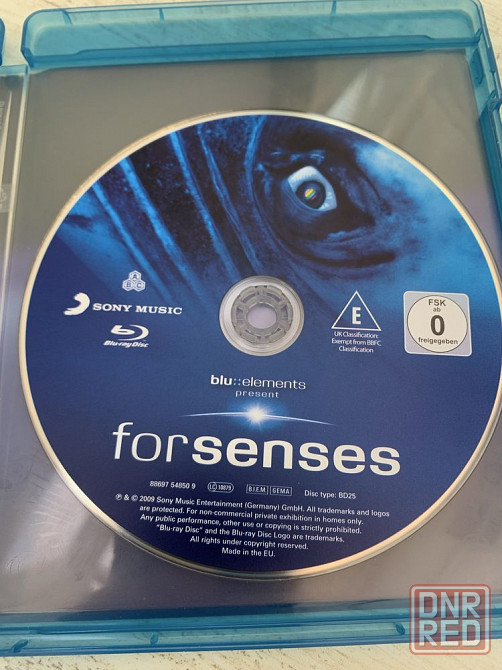 ABC
SONY MUSIC
Blu-ray Disc
E
UK Classification:
Exempt from BBFC
Classification
FSK
ab
0
freigegeben
blu::elements
present
forsenses
88697 54850 9
LC 10879
B.I.E.M. GEMA
Disc type: BD25
℗ & © 2009 Sony Music Entertainment (Germany) GmbH. All trademarks and logos
are protected. For non-commercial private exhibition in homes only.
Any public performance, other use or copying is strictly prohibited.
"Blu-ray Disc" and the Blu-ray Disc Logo are trademarks.
All rights under copyright reserved.
Made in the EU.
DNR
RED